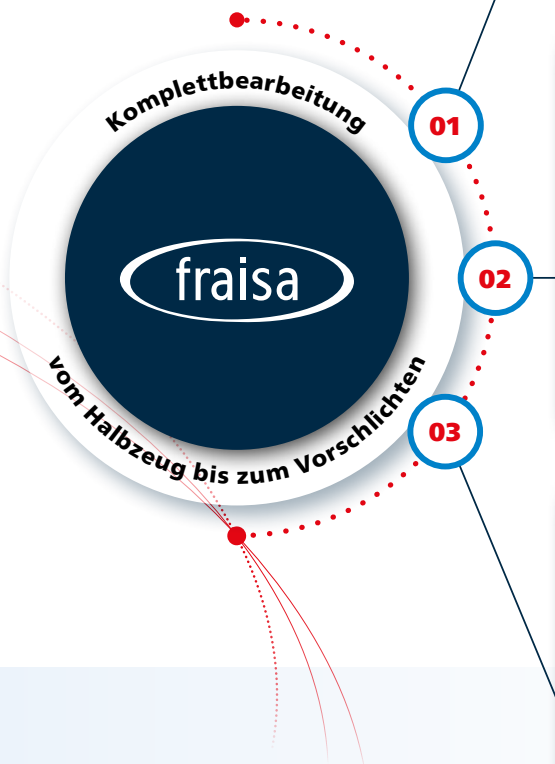 Komplettbearbeitung
01
fraisa
02
vom Halbzeug bis zum Vorschlichten
03